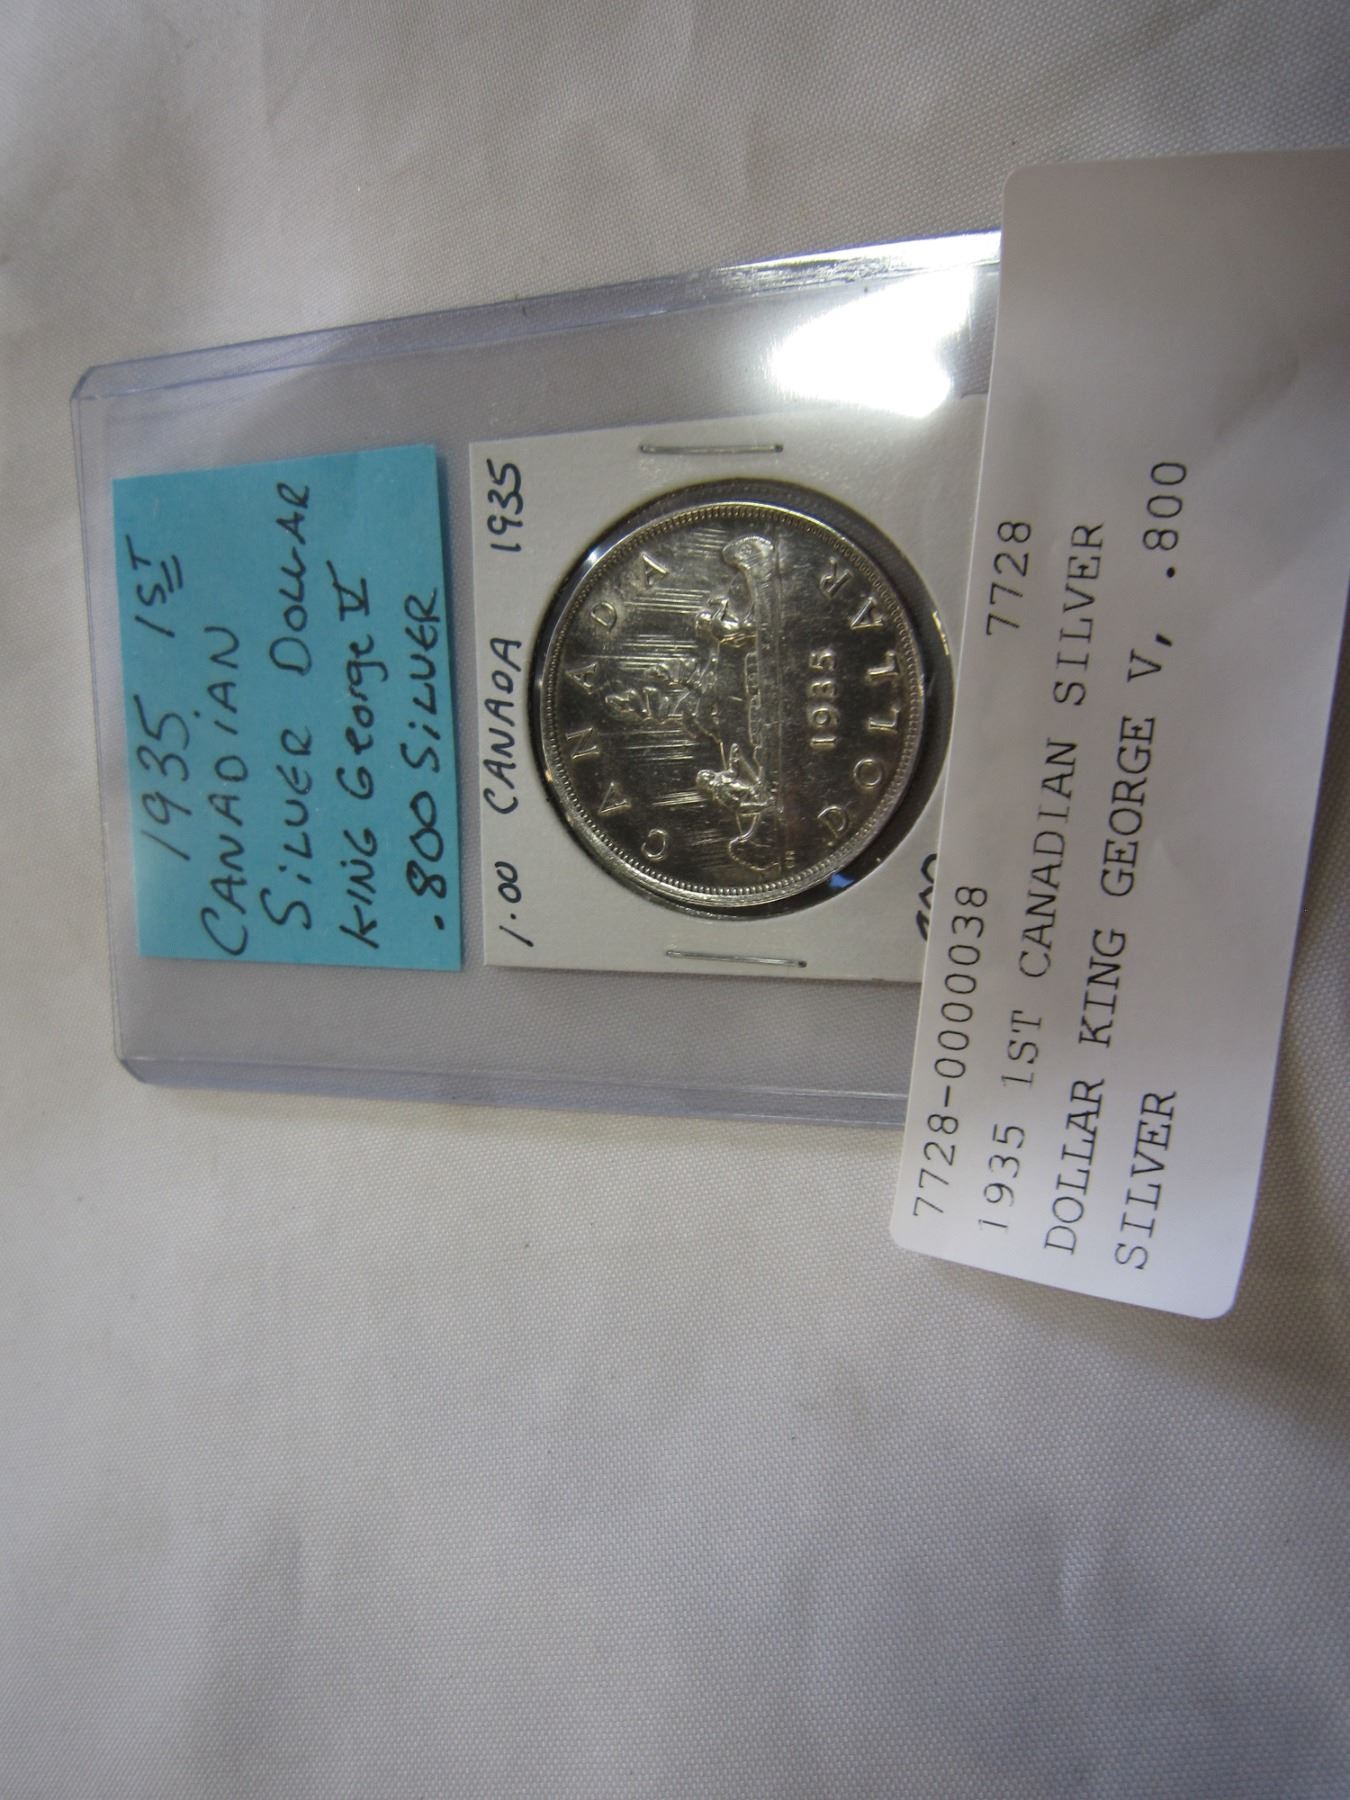 1935 1ST
CANADIAN
SILVER DOLLAR
KING George V
.800 SILVER
1.00 CANADA 1935
CANADA
1935
DOLLAR
7728-0000038 7728
1935 1ST CANADIAN SILVER
DOLLAR KING GEORGE V, .800
SILVER